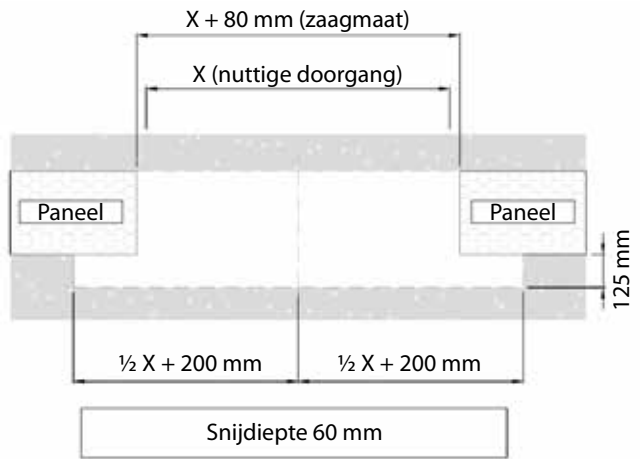 X + 80 mm (zaagmaat)
X (nuttige doorgang)
Paneel
Paneel
125 mm
½ X + 200 mm
½ X + 200 mm
Snijdiepte 60 mm